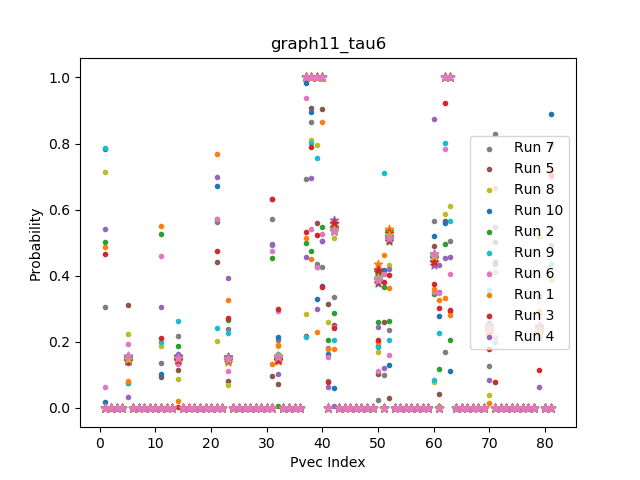 graph11_tau6
1.0
0.8
0.6
0.4
0.2
0.0
Probability
0 10 20 30 40 50 60 70 80
Pvec Index
Run 7
Run 5
Run 8
Run 10
Run 2
Run 9
Run 6
Run 1
Run 3
Run 4